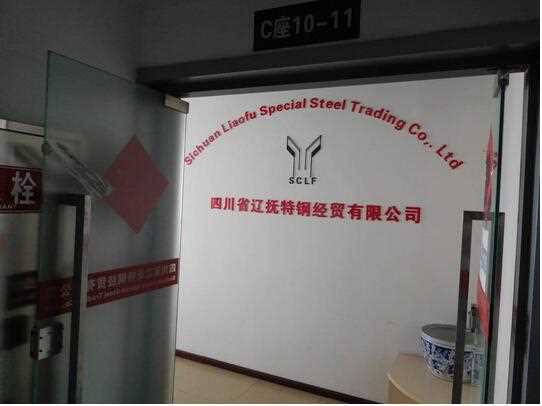 C座10-11
Sichuan Liaofu Special Steel Trading Co,. Ltd
SCLF
四川省辽抚特钢经贸有限公司
栓